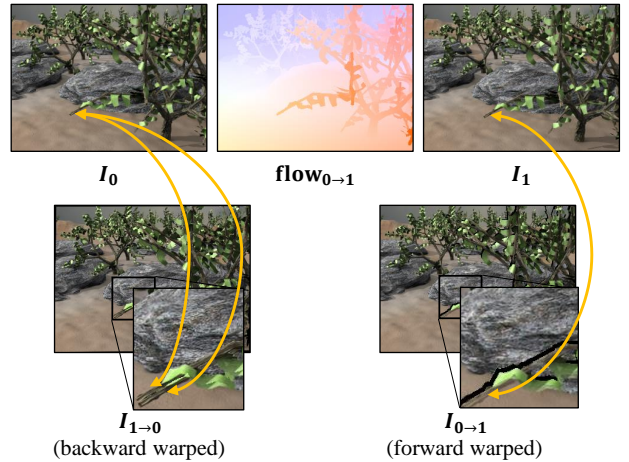 I₀
flow₀→₁
I₁
I₁→₀
(backward warped)
I₀→₁
(forward warped)